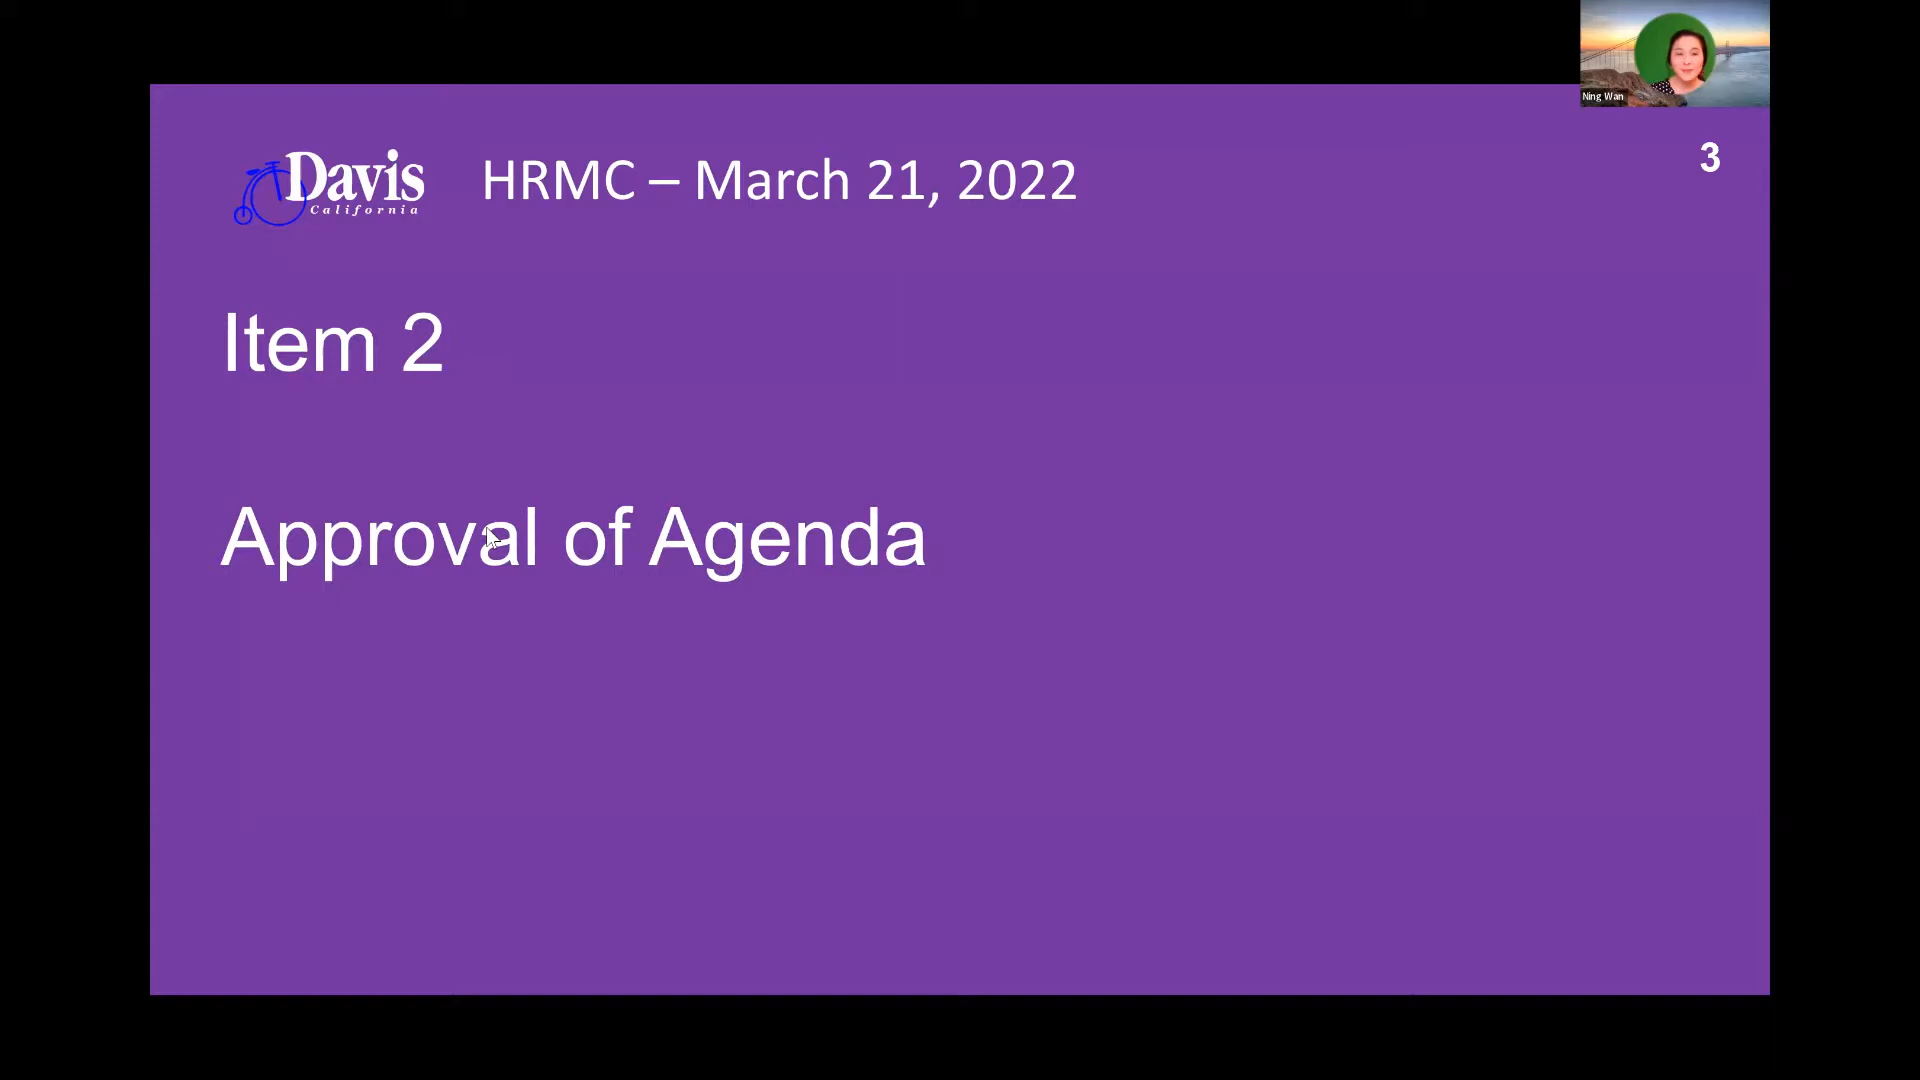 Ning Wan
Davis
California
HRMC – March 21, 2022
3
Item 2
Approval of Agenda